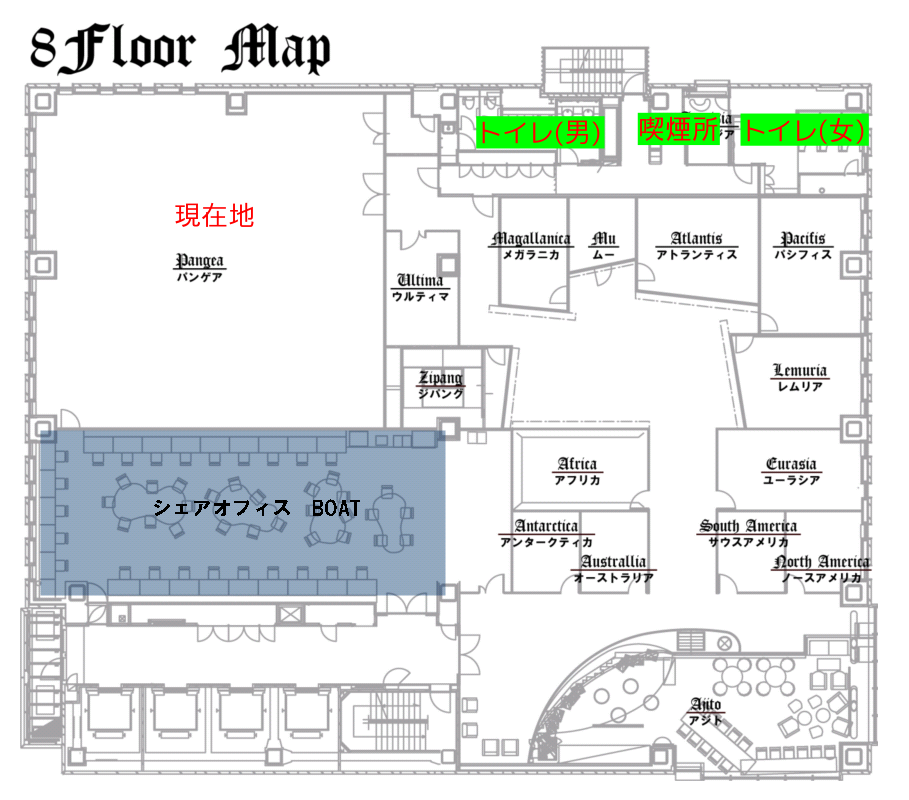 8Floor Map
トイレ(男)
喫煙所
トイレ(女)
現在地
Pangea
パンゲア
Ultima
ウルティマ
Magallanica
メガラニカ
Mu
ムー
Atlantis
アトランティス
Pacifis
パシフィス
Zipang
ジパング
Lemuria
レムリア
Africa
アフリカ
Eurasia
ユーラシア
シェアオフィス BOAT
Antarctica
アンタークティカ
Australlia
オーストラリア
South America
サウスアメリカ
North America
ノースアメリカ
Ajito
アジト